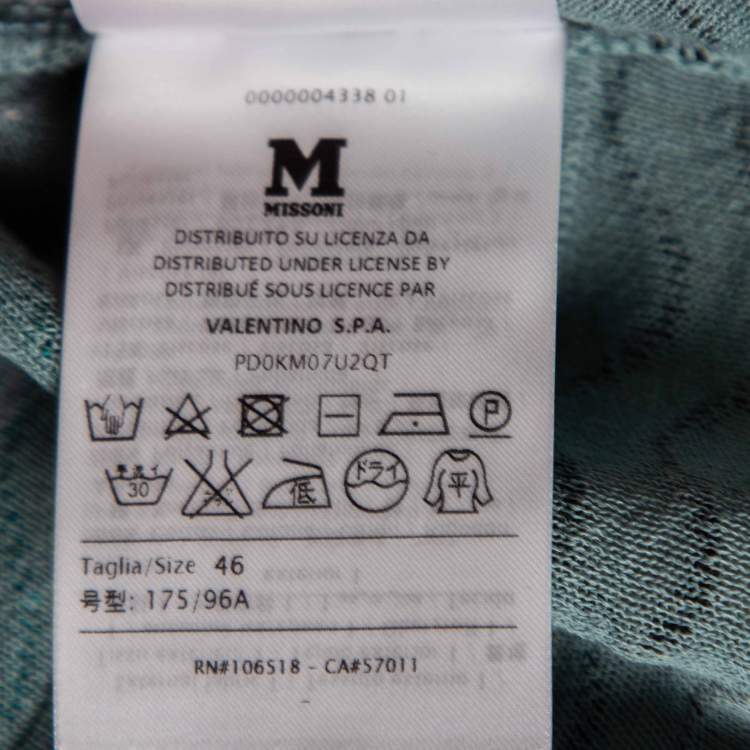 0000004338 01
M
MISSONI
DISTRIBUITO SU LICENZA DA
DISTRIBUTED UNDER LICENSE BY
DISTRIBUÉ SOUS LICENCE PAR
VALENTINO S.P.A.
PD0KM07U2QT
P
30 低 ドライ 平
Taglia/Size 46
号型: 175/96A
RN#106518 - CA#57011